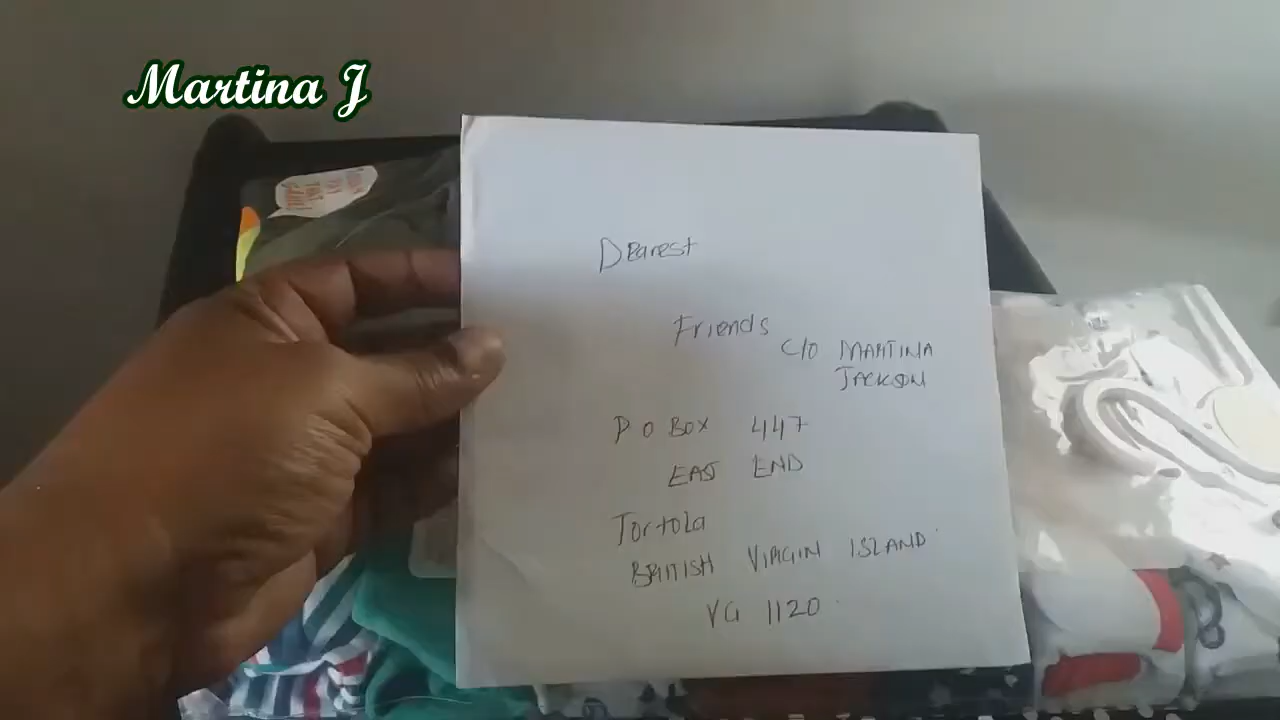 Martina J
Dearest
Friends
C/O MARTINA
JACKSON
P O BOX 447
EAST END
Tortola
BRITISH VIRGIN ISLAND
VG 1120